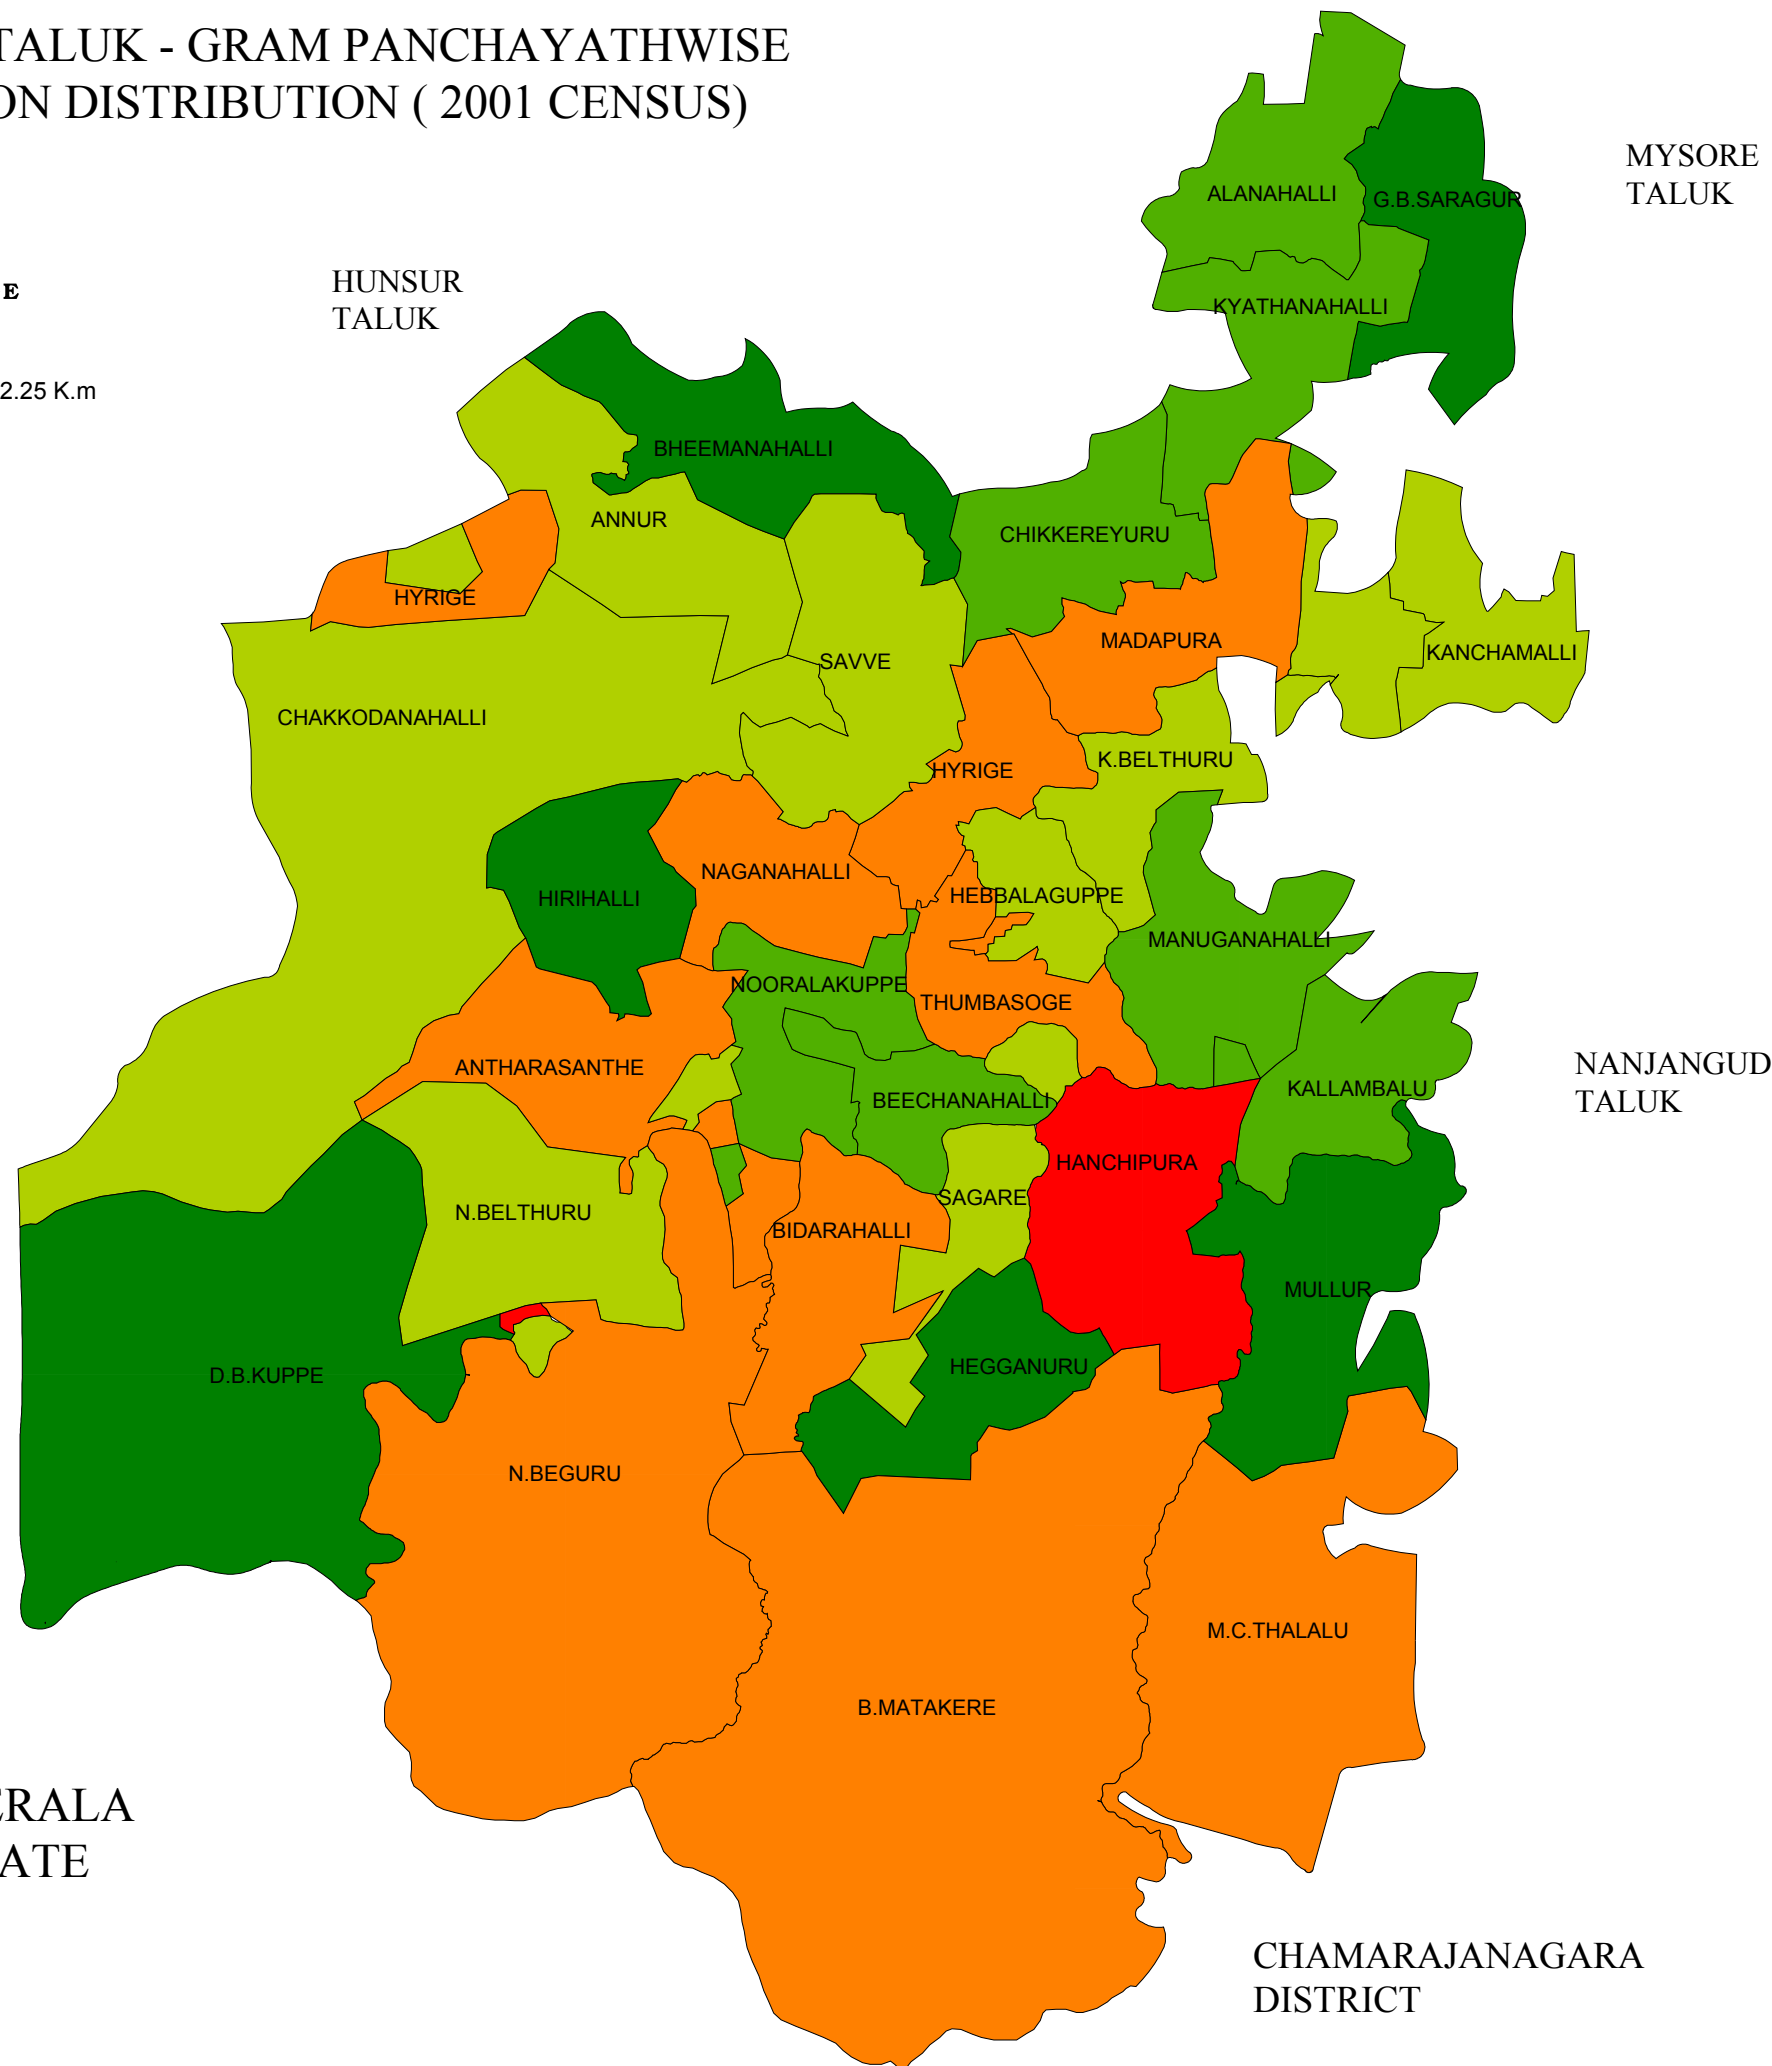 TALUK - GRAM PANCHAYATHWISE
ON DISTRIBUTION ( 2001 CENSUS)
MYSORE
TALUK
ALANAHALLI
G.B.SARAGUR
HUNSUR
TALUK
E
KYATHANAHALLI
2.25 K.m
BHEEMANAHALLI
ANNUR
CHIKKEREYURU
HYRIGE
MADAPURA
KANCHAMALLI
SAVVE
CHAKKODANAHALLI
K.BELTHURU
HYRIGE
NAGANAHALLI
HEBBALAGUPPE
HIRIHALLI
MANUGANAHALLI
NOORALAKUPPE
THUMBASOGE
ANTHARASANTHE
NANJANGUD
TALUK
KALLAMBALU
BEECHANAHALLI
HANCHIPURA
SAGARE
N.BELTHURU
BIDARAHALLI
MULLUR
HEGGANURU
D.B.KUPPE
N.BEGURU
M.C.THALALU
B.MATAKERE
ERALA
ATE
CHAMARAJANAGARA
DISTRICT